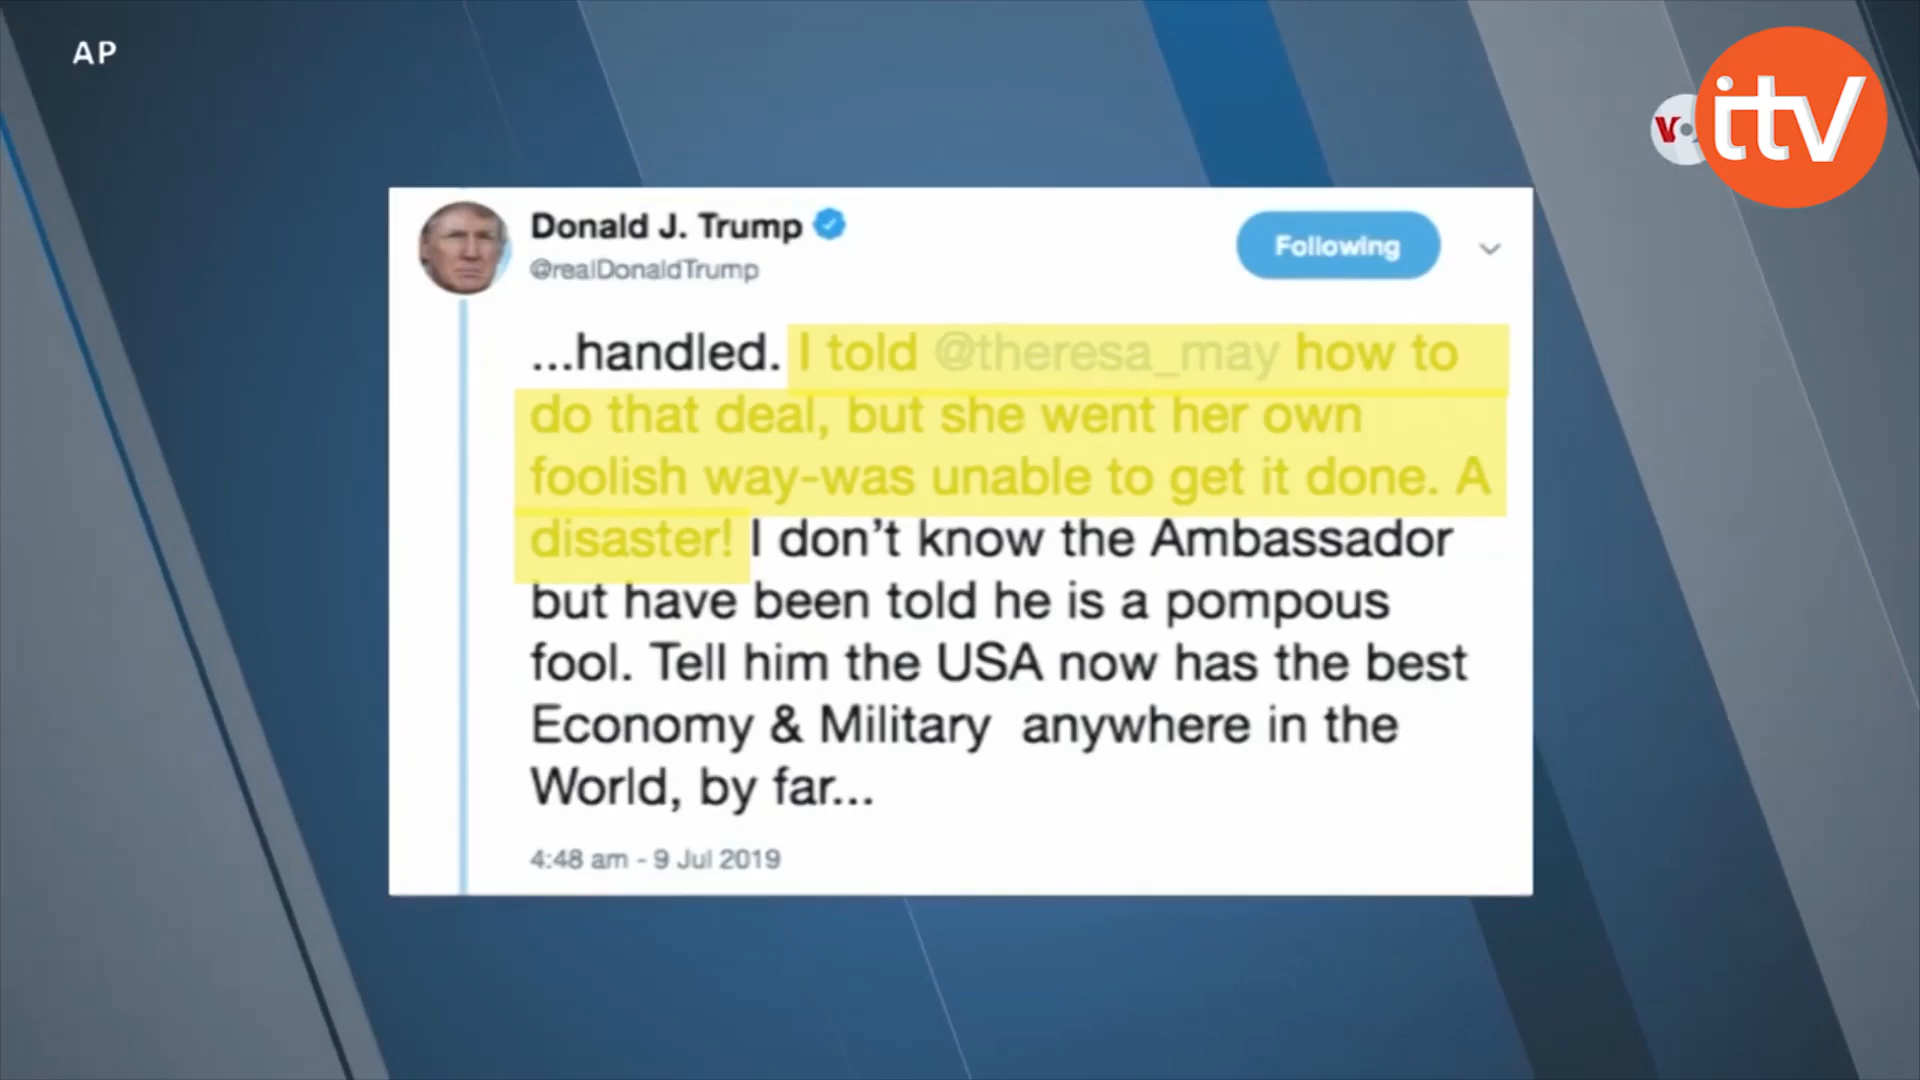 AP
itv
Donald J. Trump
@realDonaldTrump
Following
...handled. I told @theresa_may how to
do that deal, but she went her own
foolish way-was unable to get it done. A
disaster! I don’t know the Ambassador
but have been told he is a pompous
fool. Tell him the USA now has the best
Economy & Military anywhere in the
World, by far...
4:48 am - 9 Jul 2019